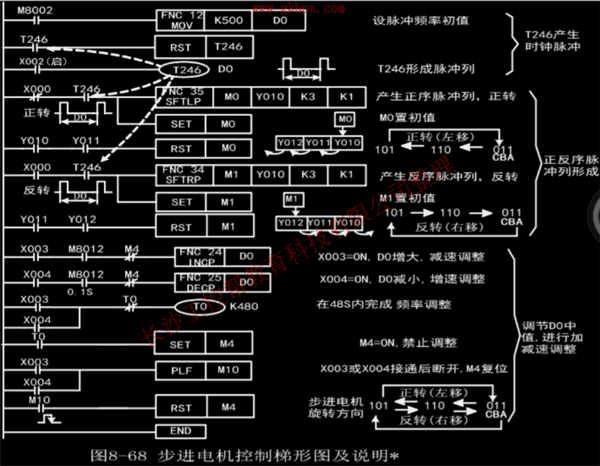 www.ekbox.com
M8002 FNC 12 MOV K500 D0 设脉冲频率初值
T246 RST T246 T246产生时钟脉冲
X002(启) T246 D0 D0 T246形成脉冲列
X000 T246 FNC 35 SFTLP M0 Y010 K3 K1 产生正序脉冲列, 正转
正转 D0 SET M0 M0 M0置初值
正转(左移)
Y010 Y011 RST M0 Y012 Y011 Y010 101 110 011 CBA
正反序脉冲列形成
X000 T246 FNC 34 SFTRP M1 Y010 K3 K1 产生反序脉冲列, 反转
反转 D0 SET M1 M1 M1置初值
Y011 Y012 RST M1 Y012 Y011 Y010 101 110 011 CBA
反转(右移)
X003 M8012 M4 FNC 24 INCP D0 X003=ON, D0增大, 减速调整
X004 M8012 M4 FNC 25 DECP D0 X004=ON, D0减小, 增速调整
0.1S
X003 T0 T0 K480 在48S内完成 频率调整
X004
调节D0中值, 进行加减速调整
T0 SET M4 M4=ON, 禁止调整
X003 PLF M10 X003或X004接通后断开, M4复位
X004
正转(左移)
M10 RST M4 步进电机旋转方向 101 110 011 CBA
反转(右移)
END
图8-68 步进电机控制梯形图及说明*